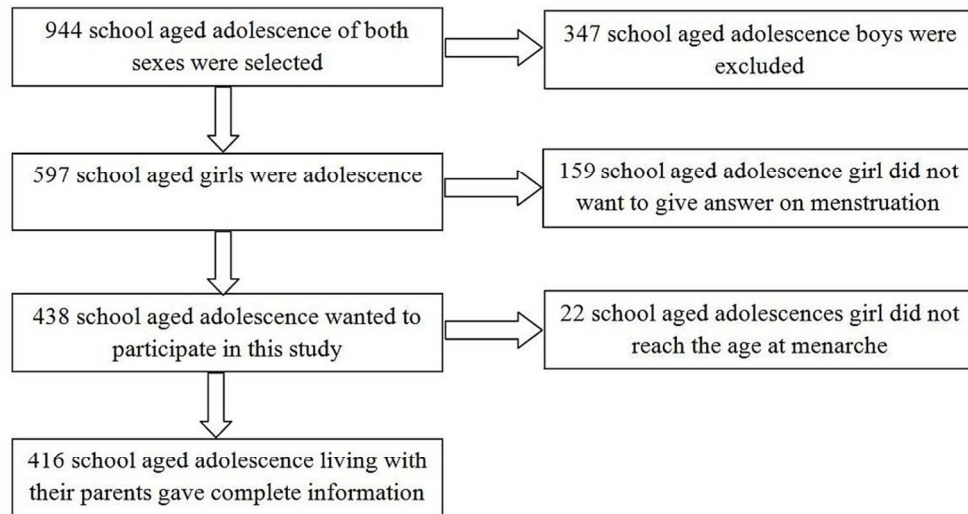 944 school aged adolescence of both
sexes were selected
347 school aged adolescence boys were
excluded
597 school aged girls were adolescence
159 school aged adolescence girl did not
want to give answer on menstruation
438 school aged adolescence wanted to
participate in this study
22 school aged adolescences girl did not
reach the age at menarche
416 school aged adolescence living with
their parents gave complete information